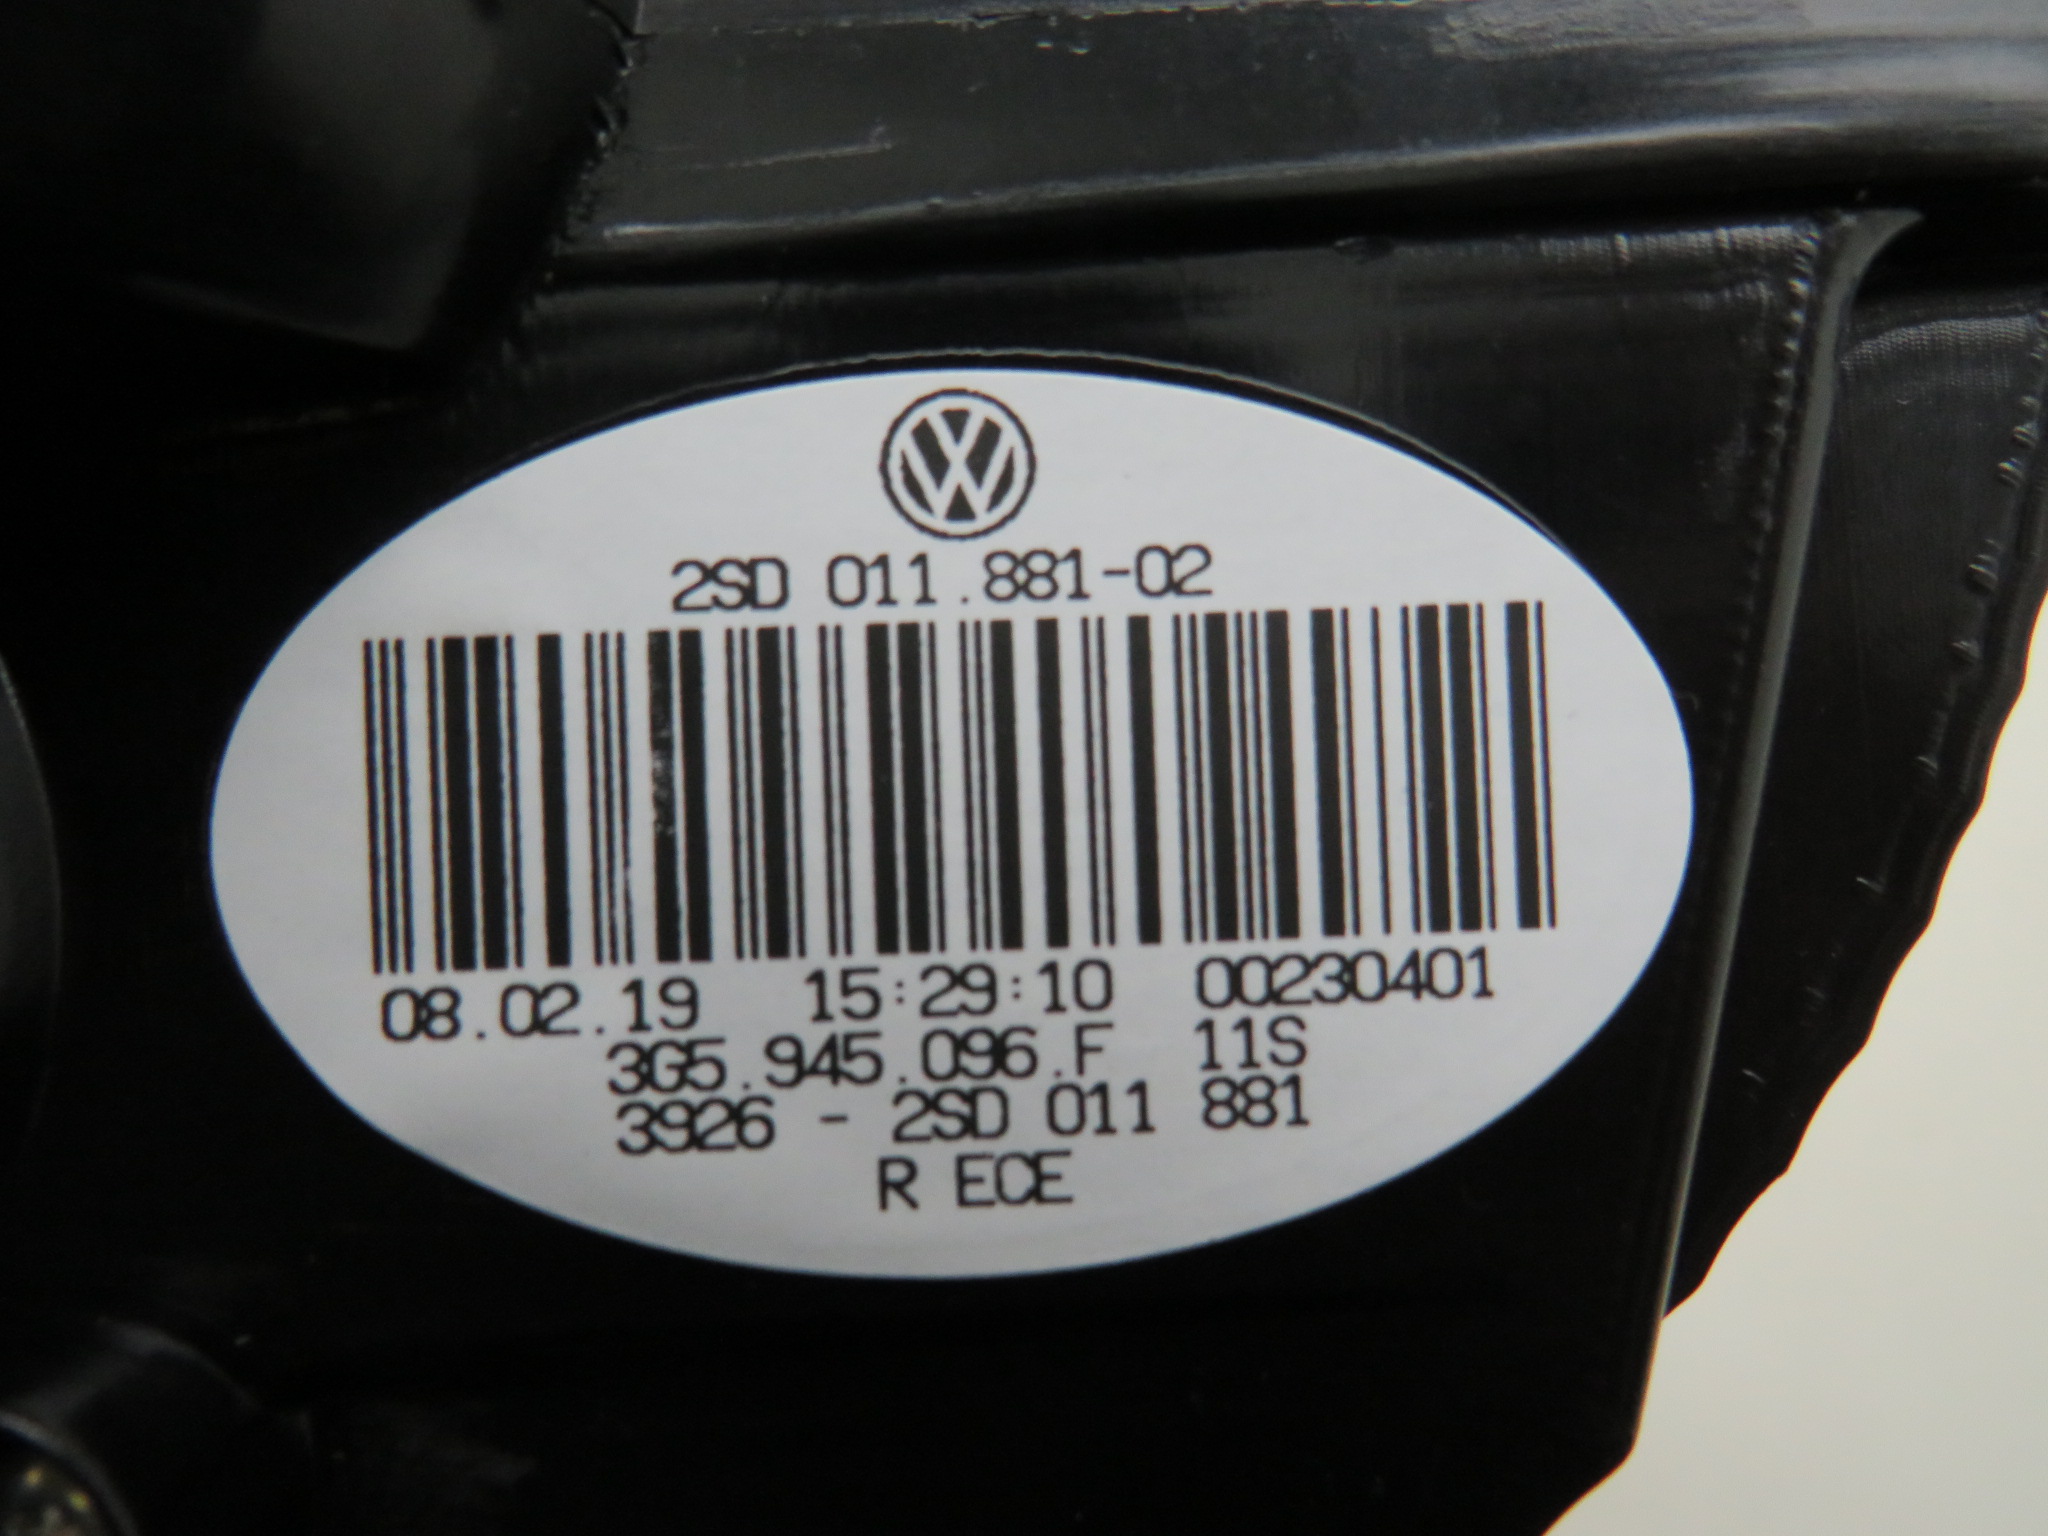 2SD 011.881-02
08.02.19 15:29:10 00230401
3G5.945.096.F 11S
3926 - 2SD 011 881
R ECE